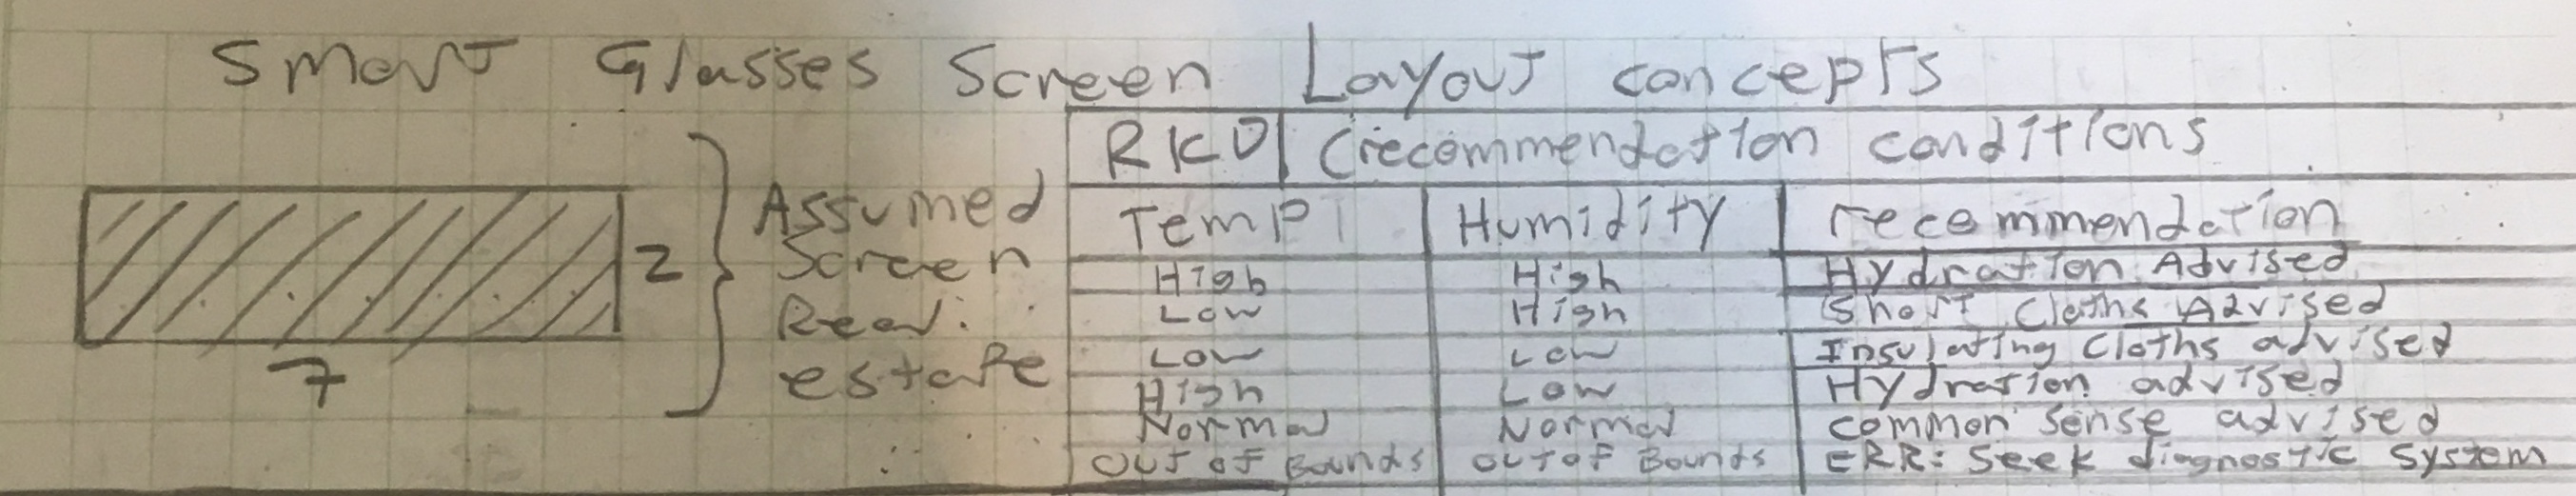 Smart Glasses Screen Layout concepts
2
7
Assumed
Screen
Real
estate
RKO (recommendation conditions
Temp Humidity recommendation
High High Hydration Advised
Low High Short Cloths Advised
Low Low Insulating Cloths advised
High Low Hydration advised
Normal Normal common sense advised
out of Bounds out of Bounds ERR: Seek diagnostic System